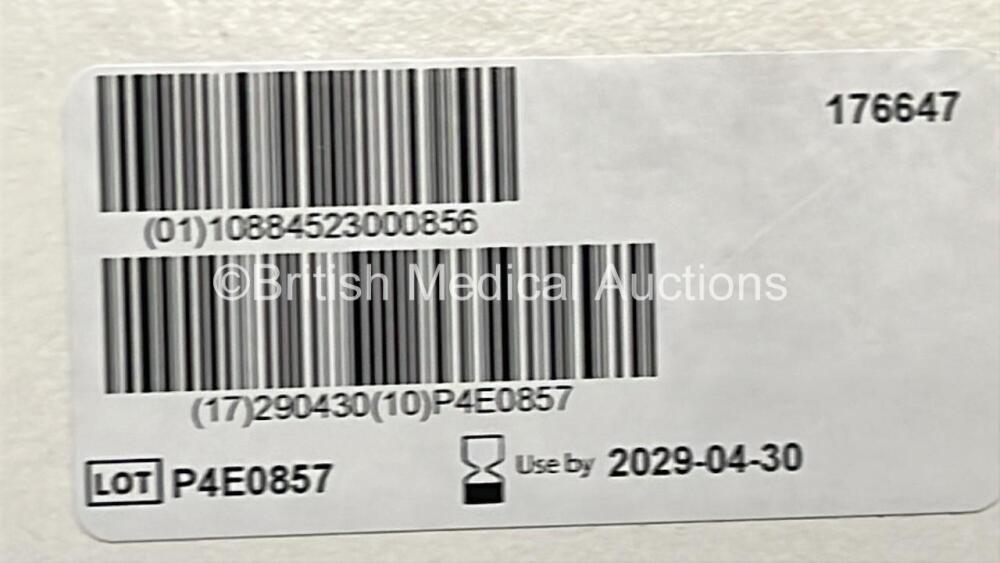 176647
(01)10884523000856
©British Medical Auctions
(17)290430(10)P4E0857
LOT P4E0857
Use by 2029-04-30